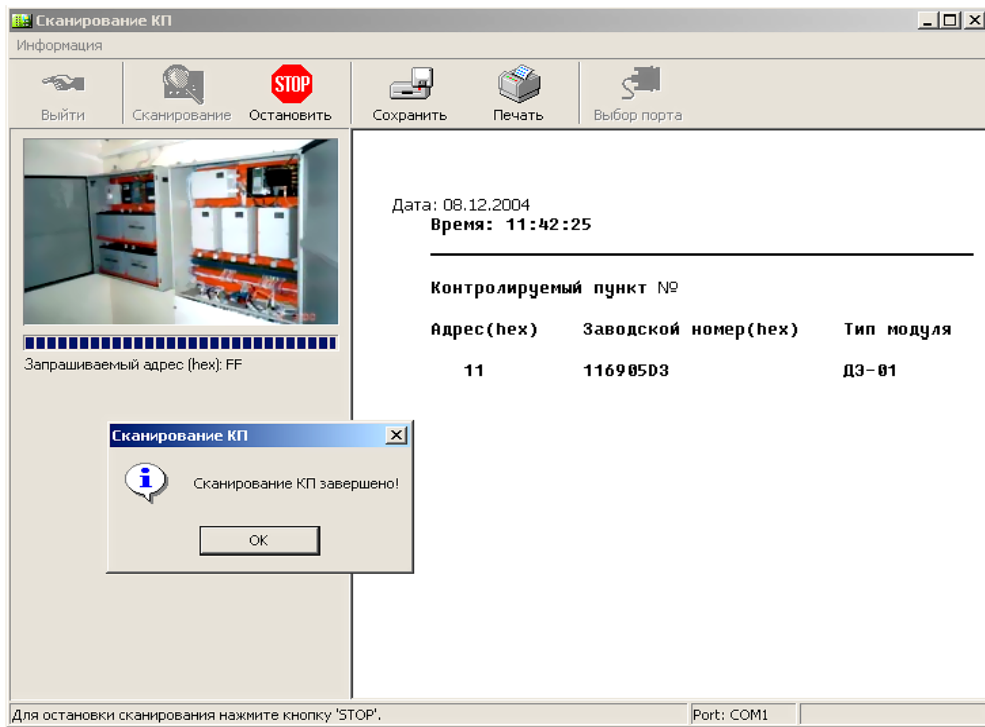 Сканирование КП
Информация
Выйти Сканирование STOP Остановить Сохранить Печать Выбор порта
Дата: 08.12.2004
Время: 11:42:25
Контролируемый пункт №
Адрес(hex) Заводской номер(hex) Тип модуля
11 116905D3 ДЭ-01
Запрашиваемый адрес (hex): FF
Сканирование КП
Сканирование КП завершено!
OK
Для остановки сканирования нажмите кнопку 'STOP'.
Port: COM1